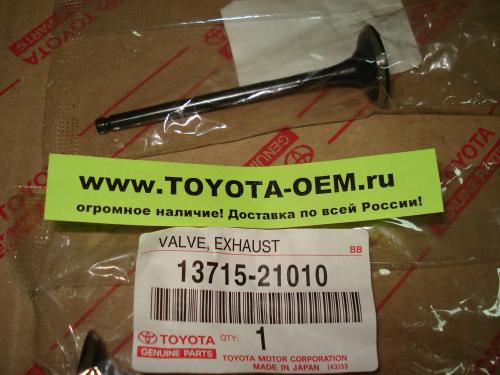 www.TOYOTA-OEM.ru
огромное наличие! Доставка по всей России!
VALVE, EXHAUST BB
13715-21010
TOYOTA QTY: 1
GENUINE PARTS
TOYOTA MOTOR CORPORATION
MADE IN JAPAN (43)33